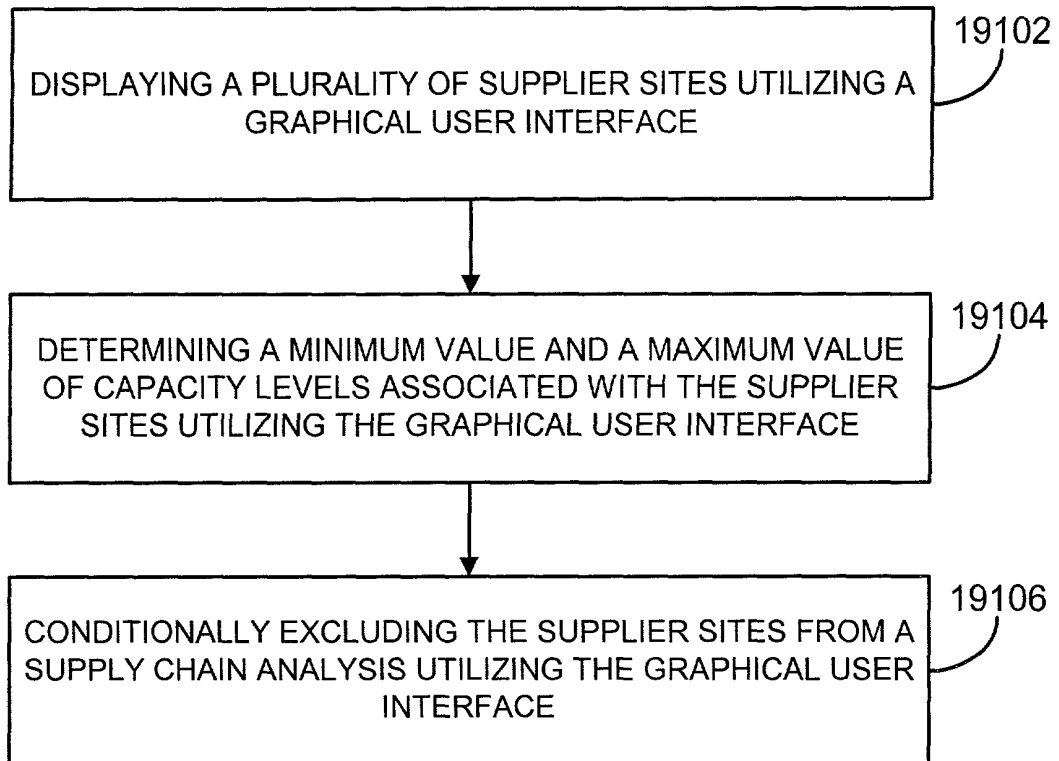 19102
DISPLAYING A PLURALITY OF SUPPLIER SITES UTILIZING A
GRAPHICAL USER INTERFACE
19104
DETERMINING A MINIMUM VALUE AND A MAXIMUM VALUE
OF CAPACITY LEVELS ASSOCIATED WITH THE SUPPLIER
SITES UTILIZING THE GRAPHICAL USER INTERFACE
19106
CONDITIONALLY EXCLUDING THE SUPPLIER SITES FROM A
SUPPLY CHAIN ANALYSIS UTILIZING THE GRAPHICAL USER
INTERFACE